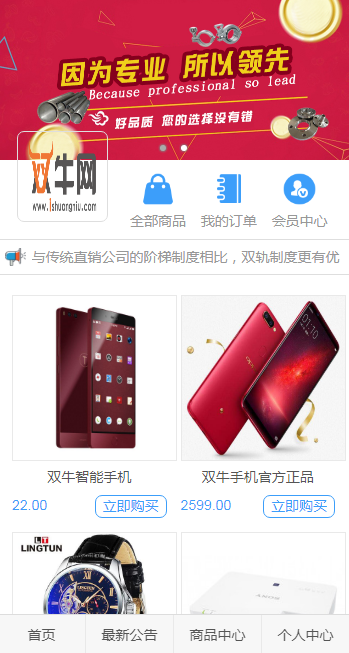 因为专业 所以领先
Because professional so lead
好品质 您的选择没有错
双牛网
www.1shuangniu.com
全部商品 我的订单 会员中心
与传统直销公司的阶梯制度相比，双轨制度更有优
01:10
双牛智能手机 双牛手机官方正品
22.00 立即购买 2599.00 立即购买
LT
LINGTUN
首页 最新公告 商品中心 个人中心